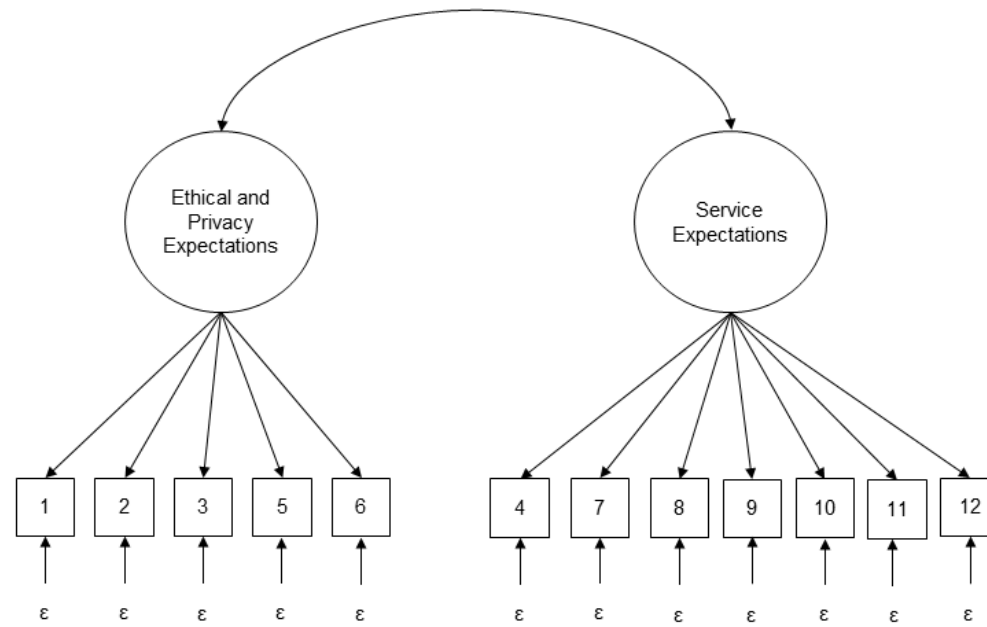 Ethical and
Privacy
Expectations
Service
Expectations
1 2 3 5 6 4 7 8 9 10 11 12
ε ε ε ε ε ε ε ε ε ε ε ε